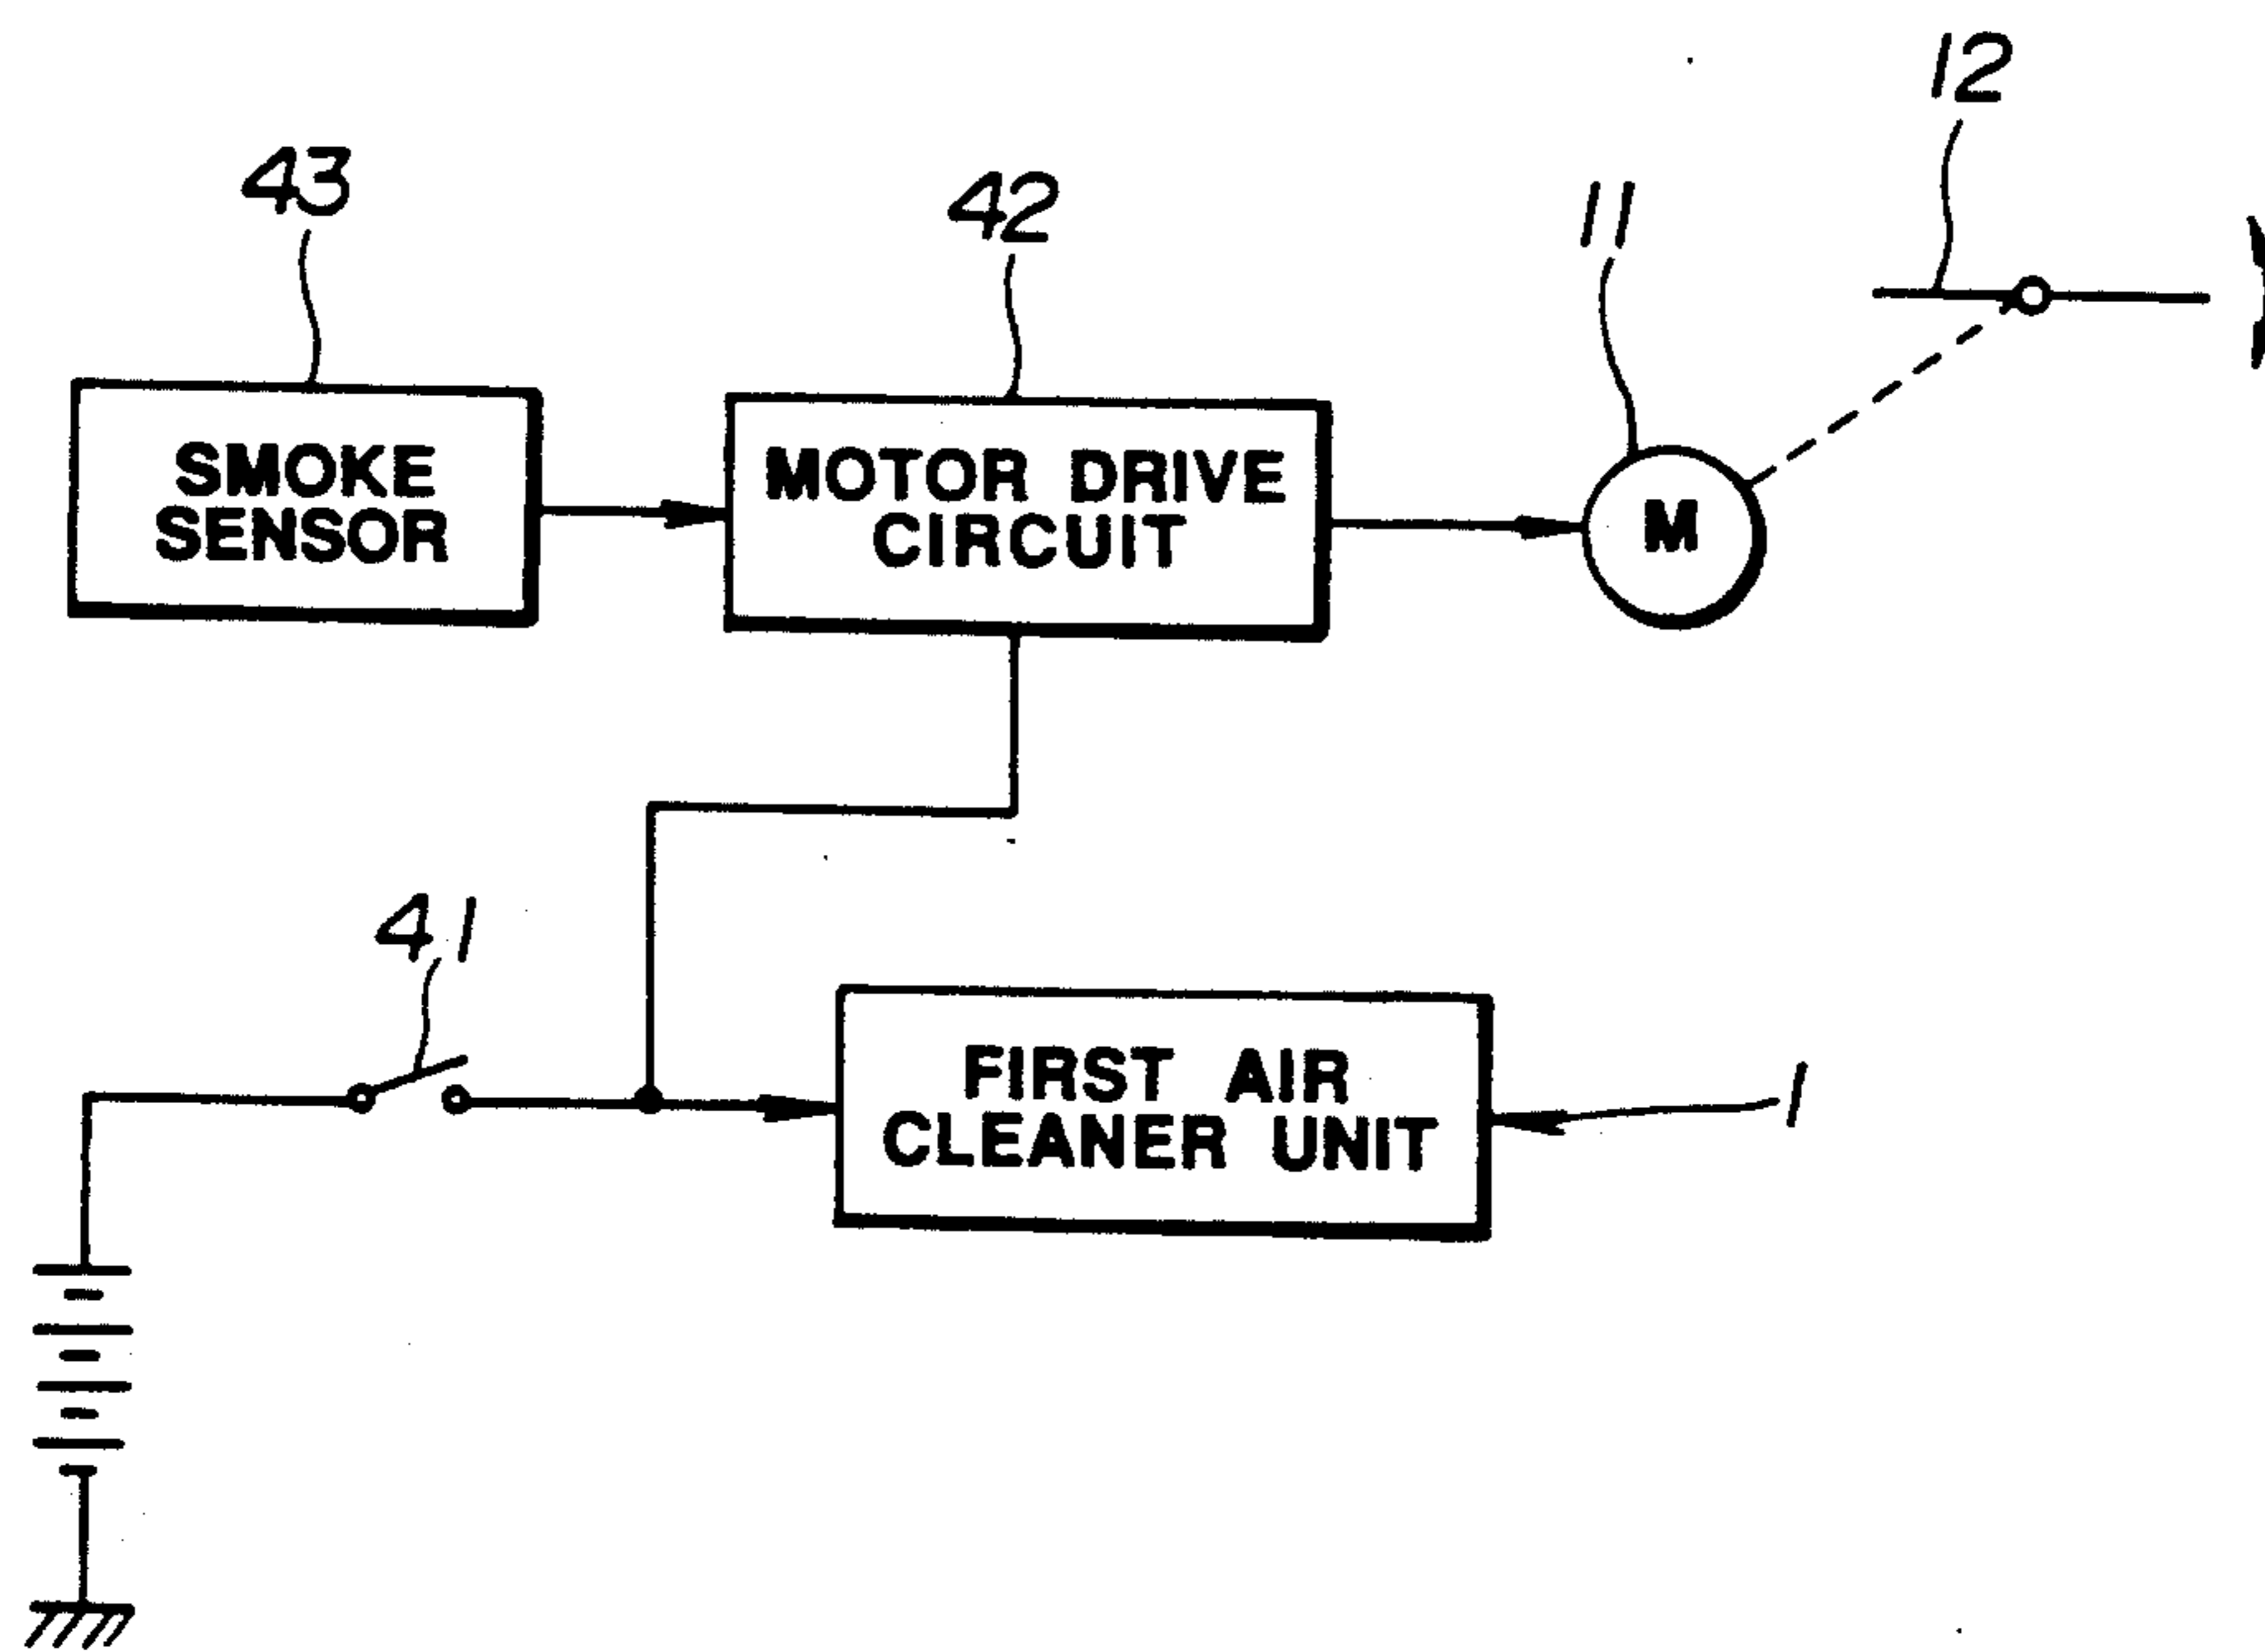 12
43
42
11
SMOKE
SENSOR
MOTOR DRIVE
CIRCUIT
M
41
FIRST AIR
CLEANER UNIT
1